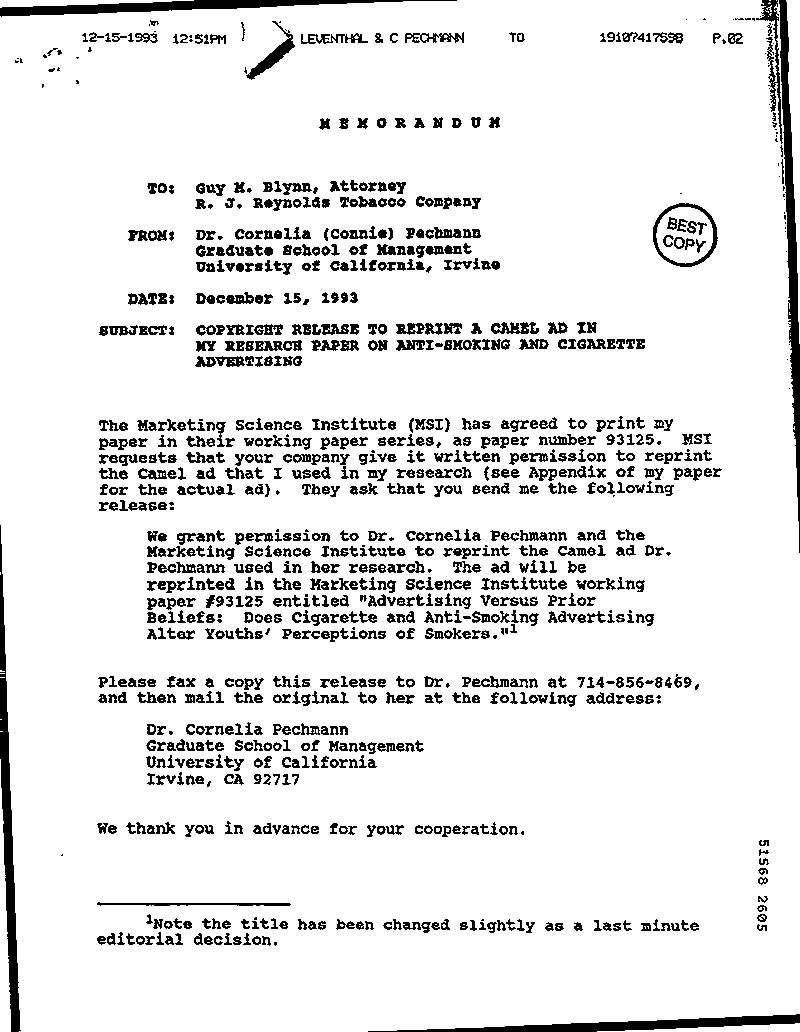 12-15-1993 12:51PM LEVENTHAL & C PECHMANN TO 19107417598 P.02
MEMORANDUM
TO: Guy M. Blynn, Attorney
R. J. Reynolds Tobacco Company
BEST
COPY
FROM: Dr. Cornelia (Connie) Pechmann
Graduate School of Management
University of California, Irvine
DATE: December 15, 1993
SUBJECT: COPYRIGHT RELEASE TO REPRINT A CAMEL AD IN
MY RESEARCH PAPER ON ANTI-SMOKING AND CIGARETTE
ADVERTISING
The Marketing Science Institute (MSI) has agreed to print my
paper in their working paper series, as paper number 93125. MSI
requests that your company give it written permission to reprint
the Camel ad that I used in my research (see Appendix of my paper
for the actual ad). They ask that you send me the following
release:
We grant permission to Dr. Cornelia Pechmann and the
Marketing Science Institute to reprint the Camel ad Dr.
Pechmann used in her research. The ad will be
reprinted in the Marketing Science Institute working
paper #93125 entitled "Advertising Versus Prior
Beliefs: Does Cigarette and Anti-Smoking Advertising
Alter Youths' Perceptions of Smokers."1
Please fax a copy this release to Dr. Pechmann at 714-856-8469,
and then mail the original to her at the following address:
Dr. Cornelia Pechmann
Graduate School of Management
University of California
Irvine, CA 92717
We thank you in advance for your cooperation.
1Note the title has been changed slightly as a last minute
editorial decision.
51568 2605